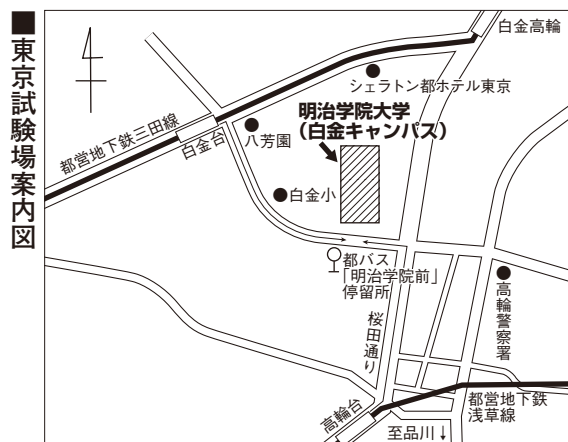 ■東京試験場案内図
白金高輪
シェラトン都ホテル東京
明治学院大学
（白金キャンパス）
都営地下鉄三田線
白金台
八芳園
白金小
都バス
「明治学院前」
停留所
桜田通り
高輪警察署
高輪台
都営地下鉄
浅草線
至品川↓